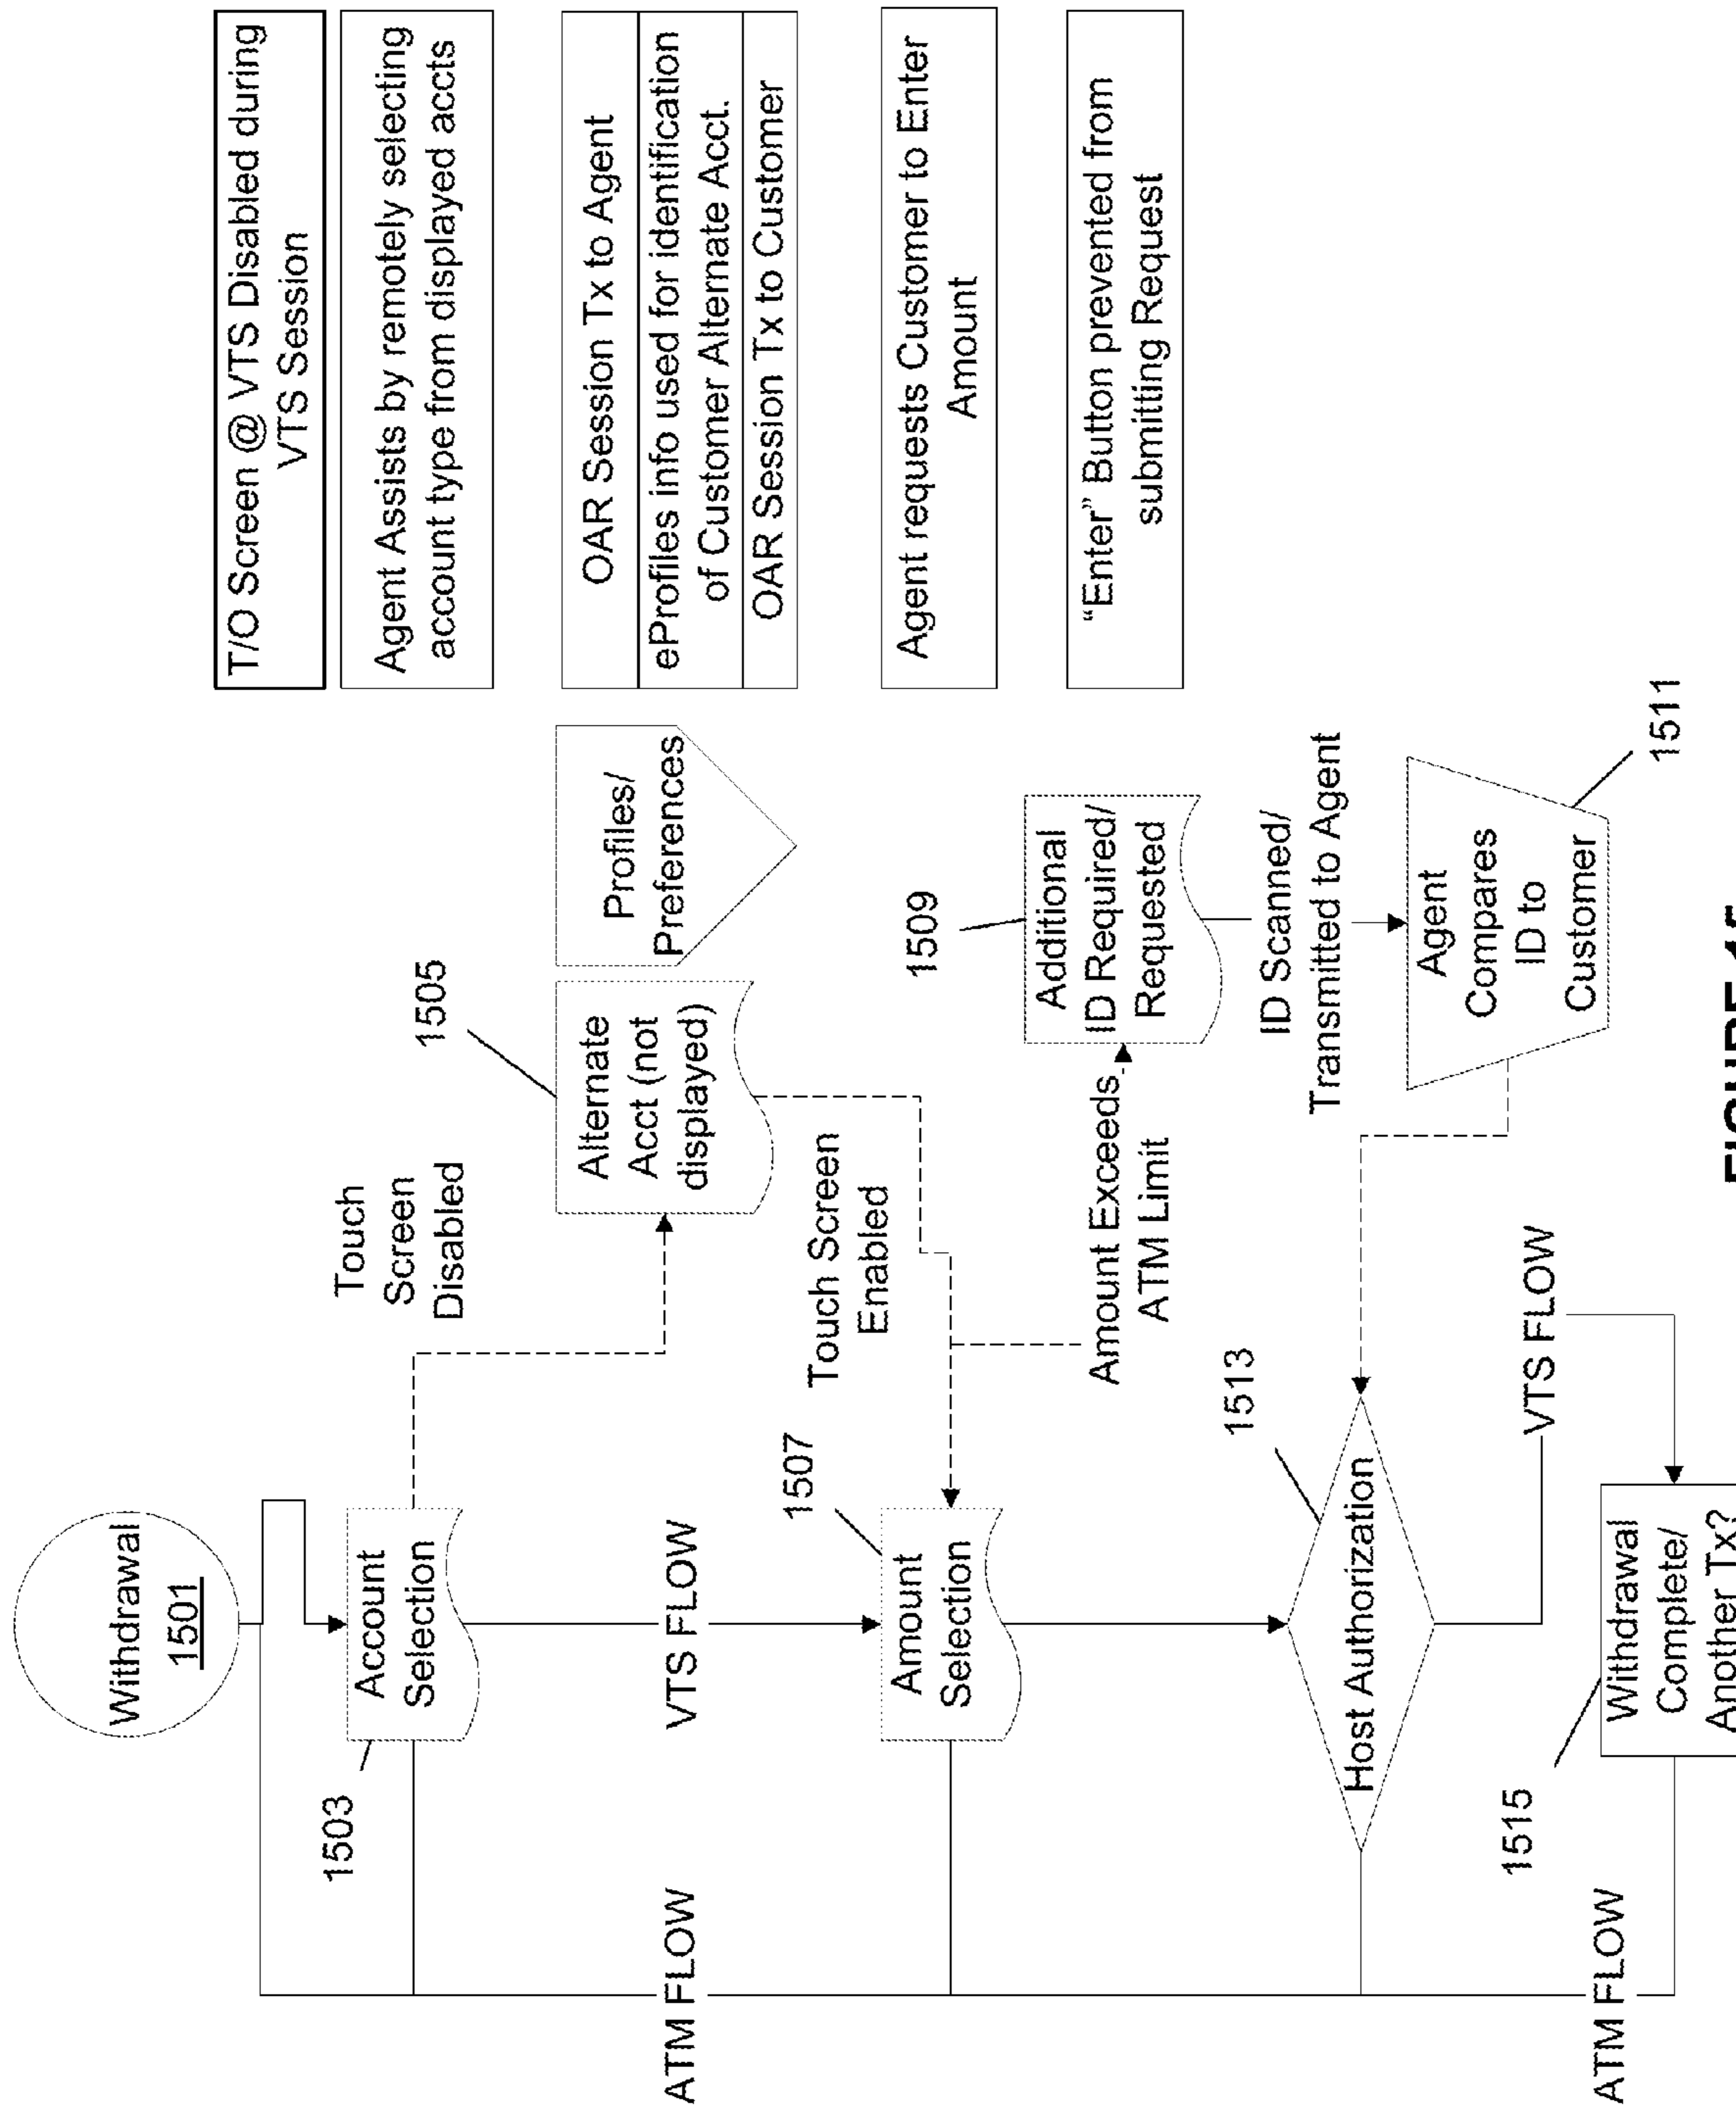 Withdrawal
1501
Account
Selection
1503
Touch
Screen
Disabled
Alternate
Acct (not
displayed)
1505
Profiles/
Preferences
VTS FLOW
ATM FLOW
Touch Screen
Enabled
Amount
Selection
1507
Amount Exceeds
ATM Limit
Additional
ID Required/
Requested
1509
ID Scanned/
Transmitted to Agent
Agent
Compares
ID to
Customer
1511
Host Authorization
1513
VTS FLOW
ATM FLOW
Withdrawal
Complete/
Another Tx?
1515
T/O Screen @ VTS Disabled during
VTS Session
Agent Assists by remotely selecting
account type from displayed accts
OAR Session Tx to Agent
eProfiles info used for identification
of Customer Alternate Acct.
OAR Session Tx to Customer
Agent requests Customer to Enter
Amount
“Enter” Button prevented from
submitting Request
FIGURE 15